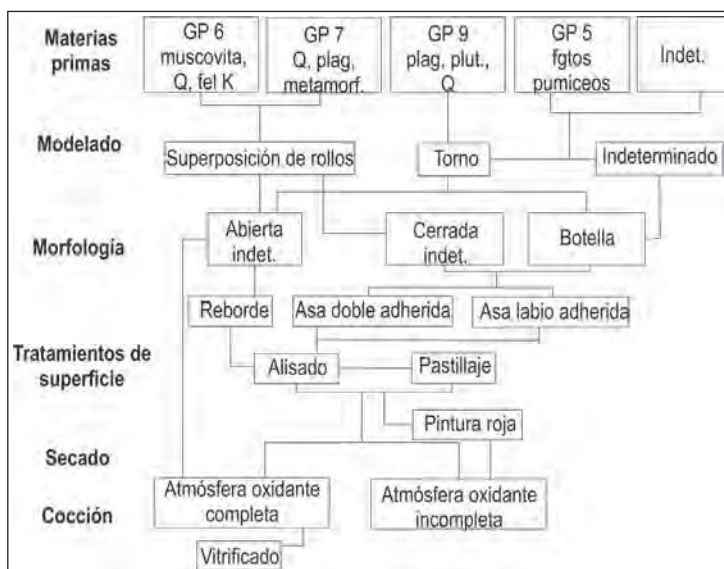 Materias
primas
GP 6
muscovita,
Q, fel K
GP 7
Q, plag,
metamorf.
GP 9
plag, plut.,
Q
GP 5
fgtos
pumiceos
Indet.
Modelado
Superposición de rollos
Torno
Indeterminado
Morfología
Abierta
indet.
Cerrada
indet.
Botella
Reborde
Asa doble adherida
Asa labio adherida
Tratamientos de
superficie
Alisado
Pastillaje
Pintura roja
Secado
Cocción
Atmósfera oxidante
completa
Atmósfera oxidante
incompleta
Vitrificado